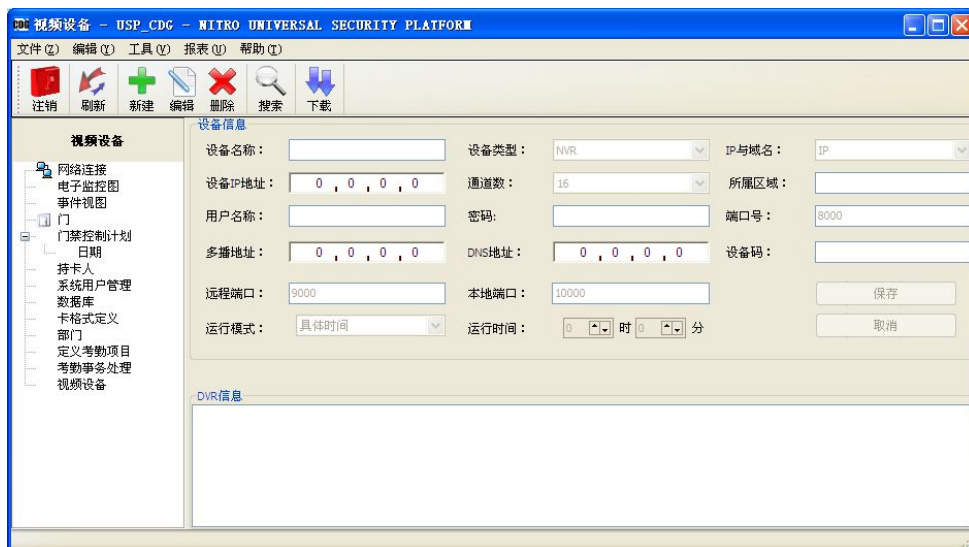 CDG 视频设备 - USP_CDG - NITRO UNIVERSAL SECURITY PLATFORM
文件(Z) 编辑(Y) 工具(V) 报表(U) 帮助(T)
注销 刷新 新建 编辑 删除 搜索 下载
视频设备
网络连接
电子监控图
事件视图
门
门禁控制计划
日期
持卡人
系统用户管理
数据库
卡格式定义
部门
定义考勤项目
考勤事务处理
视频设备
设备信息
设备名称： 设备类型： NVR IP与域名： IP
设备IP地址： 0 . 0 . 0 . 0 通道数： 16 所属区域：
用户名称： 密码: 端口号： 8000
多播地址： 0 . 0 . 0 . 0 DNS地址： 0 . 0 . 0 . 0 设备码：
远程端口： 9000 本地端口： 10000 保存
运行模式： 具体时间 运行时间： 0 时 0 分 取消
DVR信息